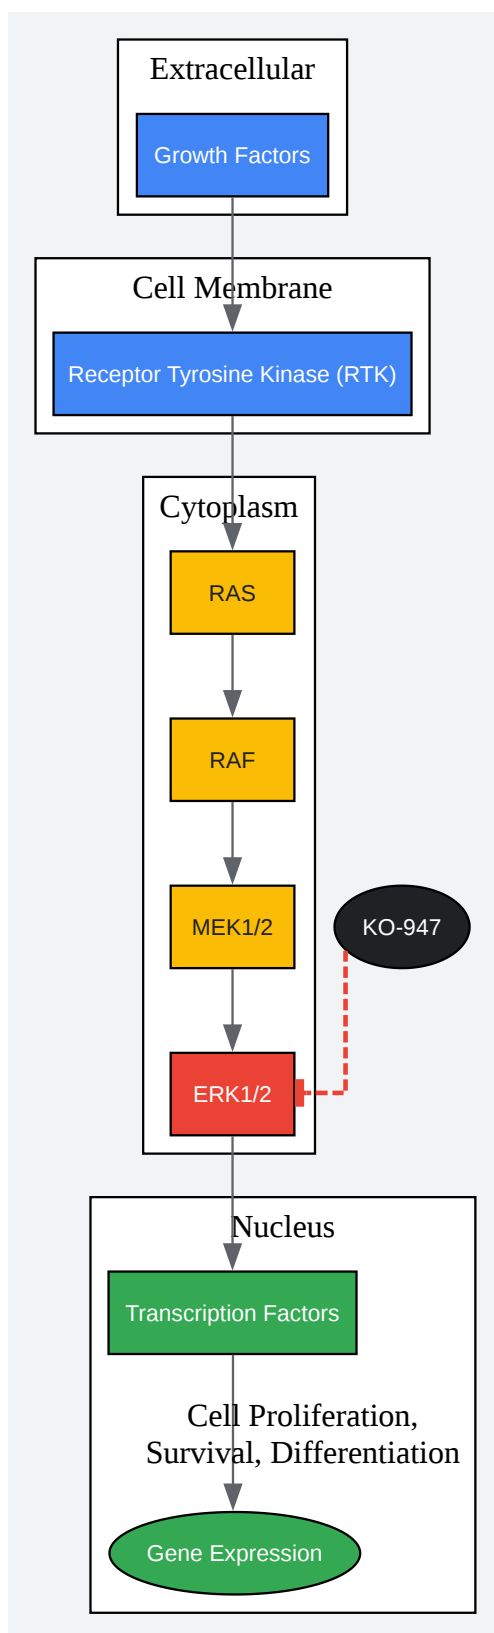 Extracellular
Growth Factors
Cell Membrane
Receptor Tyrosine Kinase (RTK)
Cytoplasm
RAS
RAF
MEK1/2
KO-947
ERK1/2
Nucleus
Transcription Factors
Cell Proliferation,
Survival, Differentiation
Gene Expression